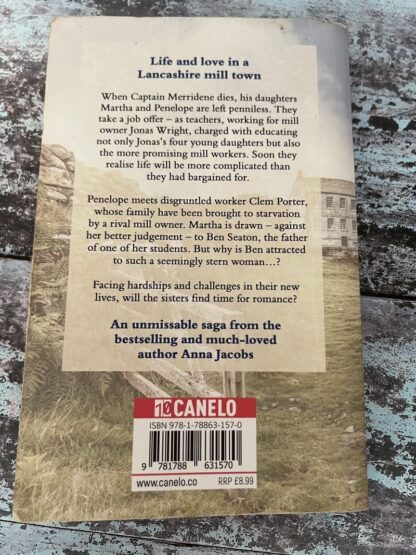 Life and love in a
Lancashire mill town
When Captain Merridene dies, his daughters
Martha and Penelope are left penniless. They
take a job offer – as teachers, working for mill
owner Jonas Wright, charged with educating
not only Jonas's four young daughters but also
the more promising mill workers. Soon they
realise life will be more complicated than
they had bargained for.
Penelope meets disgruntled worker Clem Porter,
whose family have been brought to starvation
by a rival mill owner. Martha is drawn – against
her better judgement – to Ben Seaton, the father
of one of her students. But why is Ben attracted
to such a seemingly stern woman…?
Facing hardships and challenges in their new
lives, will the sisters find time for romance?
An unmissable saga from the
bestselling and much-loved
author Anna Jacobs
10 CANELO
ISBN 978-1-78863-157-0
9 781788 631570
www.canelo.co RRP £8.99